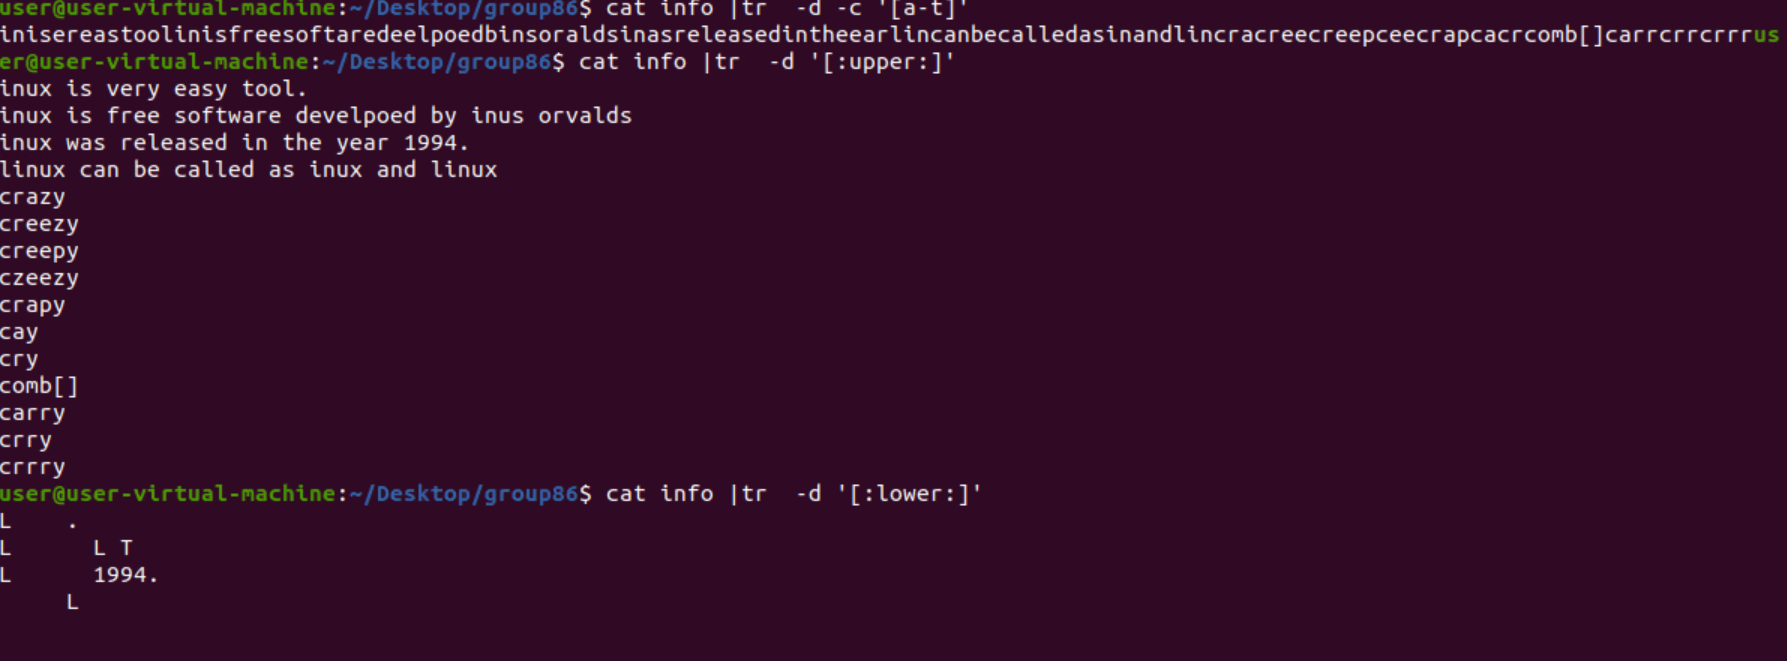 user@user-virtual-machine:~/Desktop/group86$ cat info |tr  -d -c '[a-t]'
inisereastoolinisfreesoftaredeelpoedbinsoraldsinasreleasedintheearlincanbecalledasinandlincracreecreepceecrapcacrcomb[]carrcrrcrrrus
er@user-virtual-machine:~/Desktop/group86$ cat info |tr  -d '[:upper:]'
inux is very easy tool.
inux is free software develpoed by inus orvalds
inux was released in the year 1994.
linux can be called as inux and linux
crazy
creezy
creepy
czeezy
crapy
cay
cry
comb[]
carry
crry
crrry
user@user-virtual-machine:~/Desktop/group86$ cat info |tr  -d '[:lower:]'
L    .
L      L T
L      1994.
     L